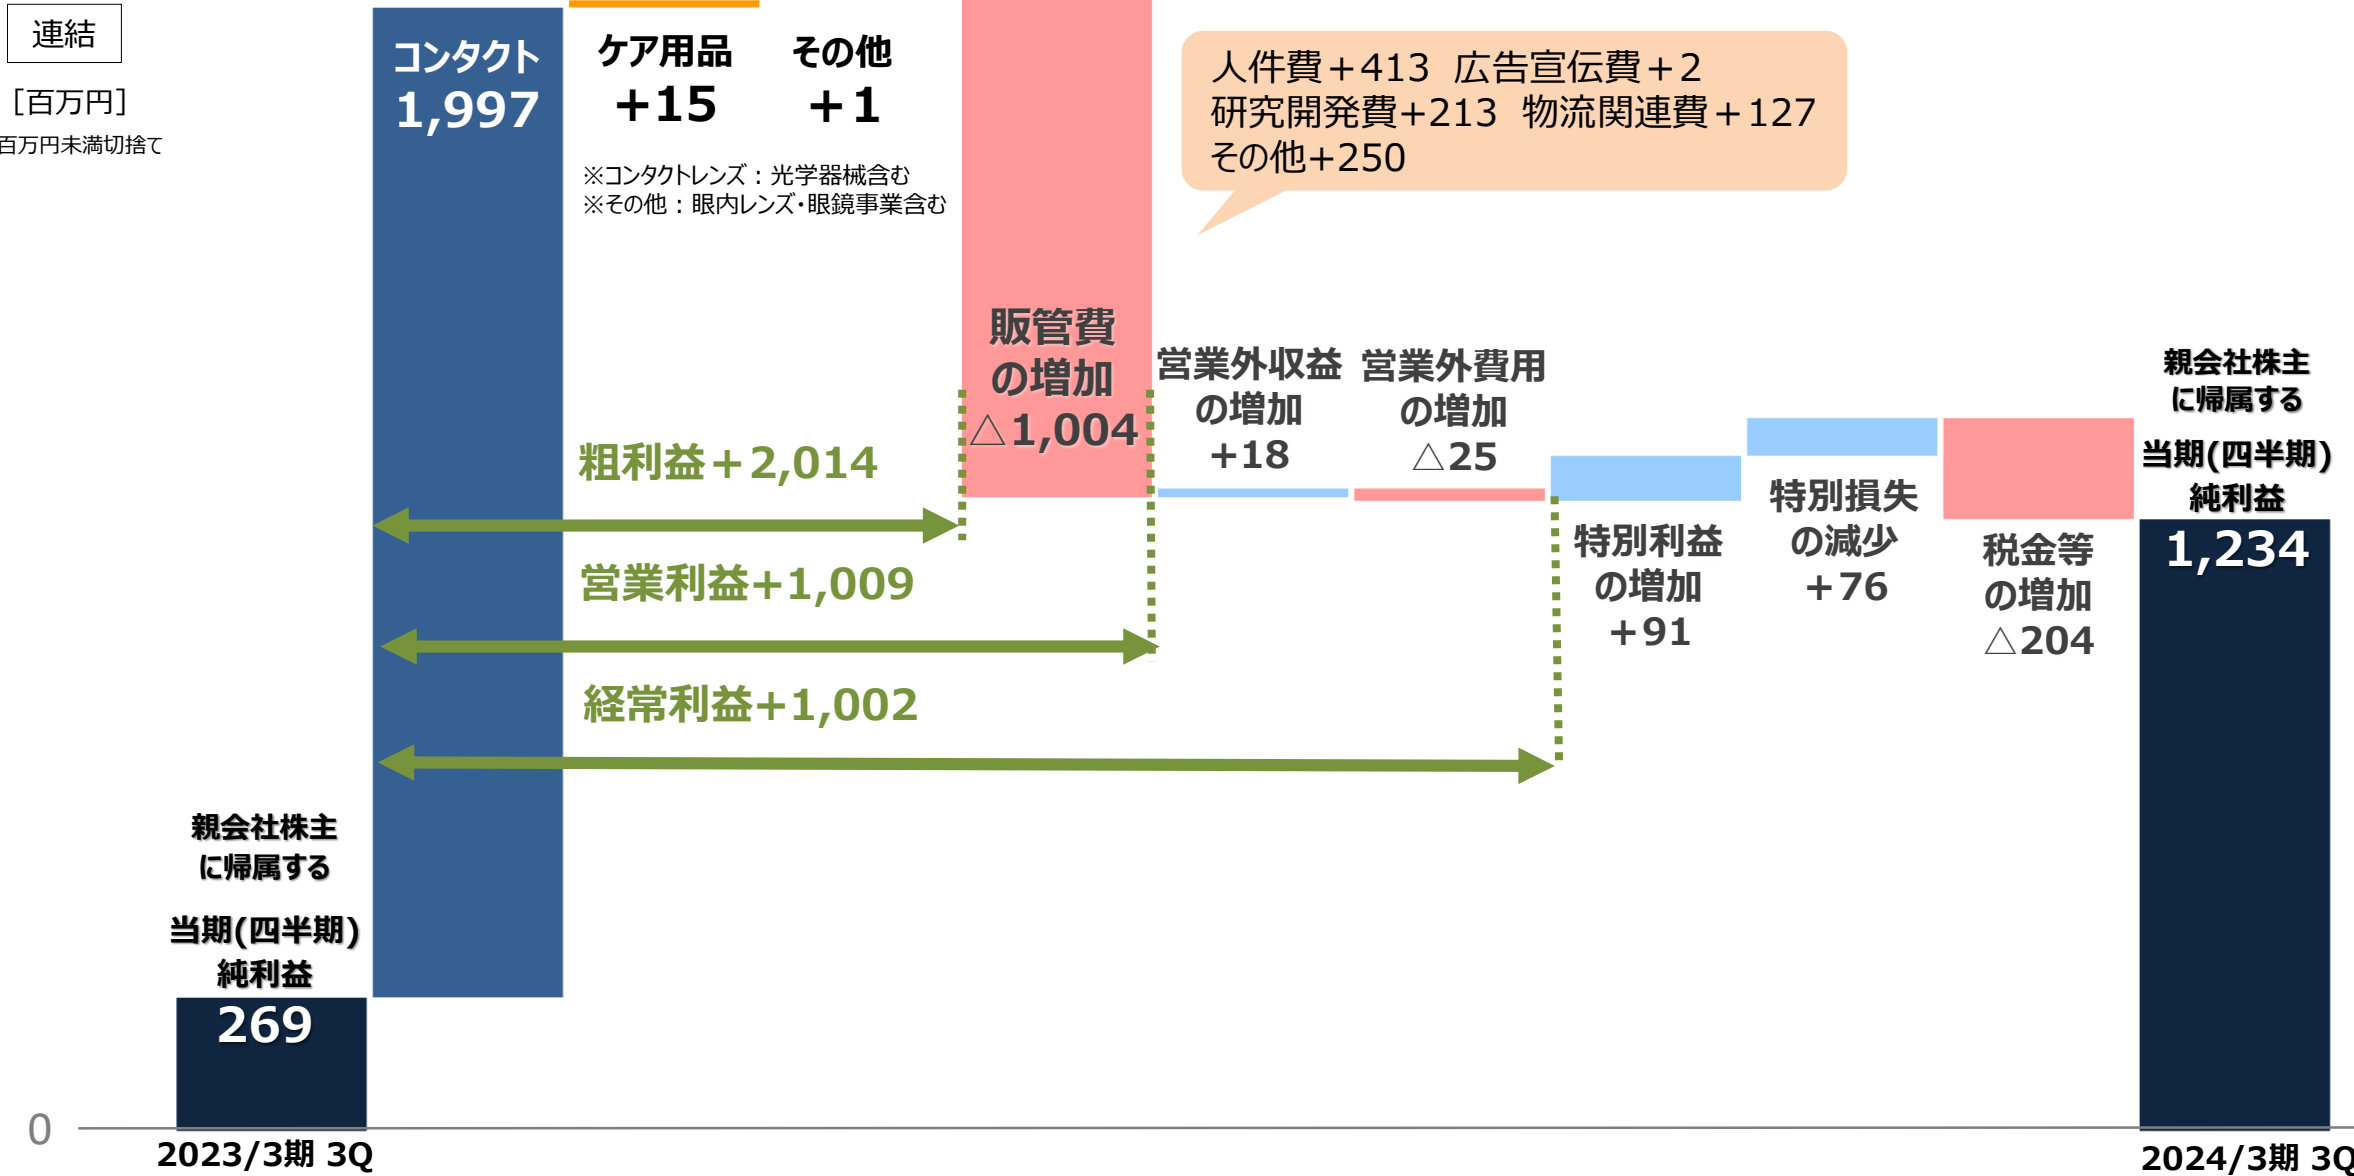 連結
［百万円］
百万円未満切捨て
コンタクト
1,997
ケア用品
+15
その他
+1
※コンタクトレンズ：光学器械含む
※その他：眼内レンズ・眼鏡事業含む
人件費+413 広告宣伝費+2
研究開発費+213 物流関連費+127
その他+250
販管費
の増加
△1,004
営業外収益
の増加
+18
営業外費用
の増加
△25
粗利益+2,014
営業利益+1,009
経常利益+1,002
特別利益
の増加
+91
特別損失
の減少
+76
税金等
の増加
△204
親会社株主
に帰属する
当期(四半期)
純利益
1,234
親会社株主
に帰属する
当期(四半期)
純利益
269
0
2023/3期 3Q
2024/3期 3Q